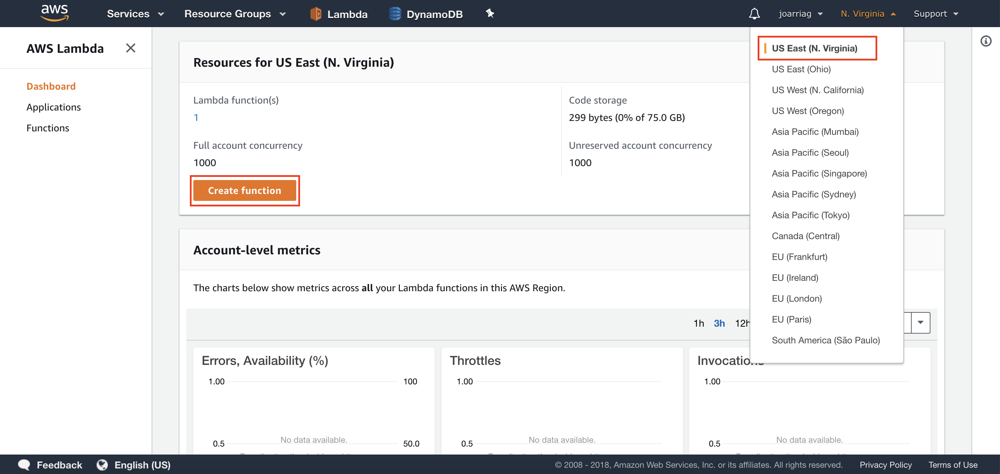 aws
Services
Resource Groups
Lambda
DynamoDB
joarriag
N. Virginia
Support
AWS Lambda
Dashboard
Applications
Functions
Resources for US East (N. Virginia)
Lambda function(s)
1
Code storage
299 bytes (0% of 75.0 GB)
Full account concurrency
1000
Unreserved account concurrency
1000
Create function
US East (N. Virginia)
US East (Ohio)
US West (N. California)
US West (Oregon)
Asia Pacific (Mumbai)
Asia Pacific (Seoul)
Asia Pacific (Singapore)
Asia Pacific (Sydney)
Asia Pacific (Tokyo)
Canada (Central)
EU (Frankfurt)
EU (Ireland)
EU (London)
EU (Paris)
South America (São Paulo)
Account-level metrics
The charts below show metrics across all your Lambda functions in this AWS Region.
1h 3h 12h
Errors, Availability (%)
1.00
100
No data available.
0.5
50.0
Throttles
1.00
No data available.
0.5
Invocations
1.00
No data available.
0.5
Feedback
English (US)
© 2008 - 2018, Amazon Web Services, Inc. or its affiliates. All rights reserved.
Privacy Policy
Terms of Use